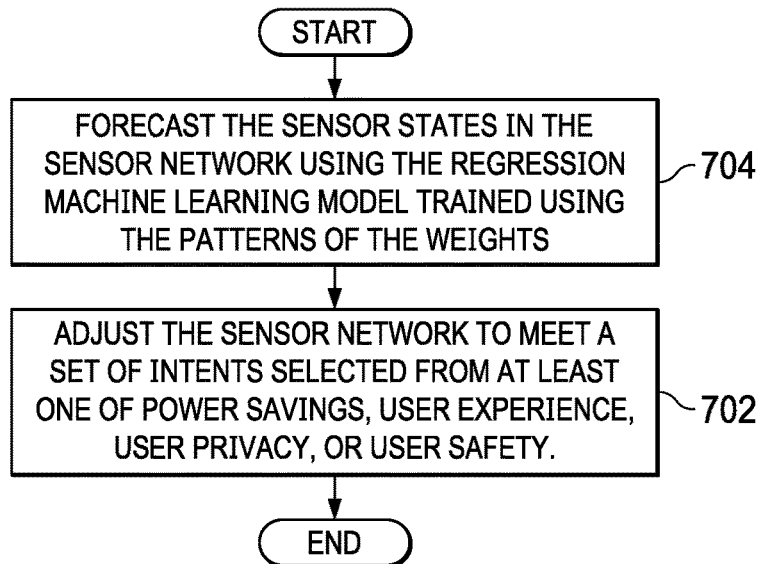 START
FORECAST THE SENSOR STATES IN THE
SENSOR NETWORK USING THE REGRESSION
MACHINE LEARNING MODEL TRAINED USING
THE PATTERNS OF THE WEIGHTS
704
ADJUST THE SENSOR NETWORK TO MEET A
SET OF INTENTS SELECTED FROM AT LEAST
ONE OF POWER SAVINGS, USER EXPERIENCE,
USER PRIVACY, OR USER SAFETY.
702
END